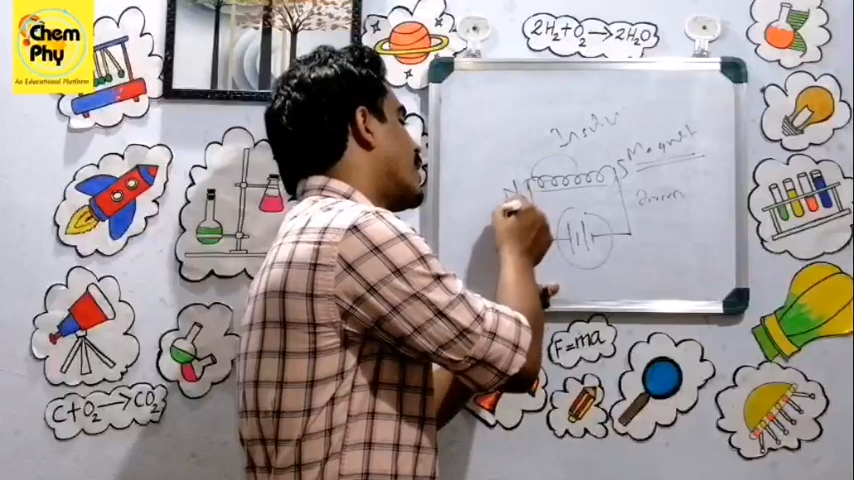 Chem
Phy
An Educational Platform
2H₂+O₂→2H₂O
Magnet
N
S
F=ma
C+O₂→CO₂